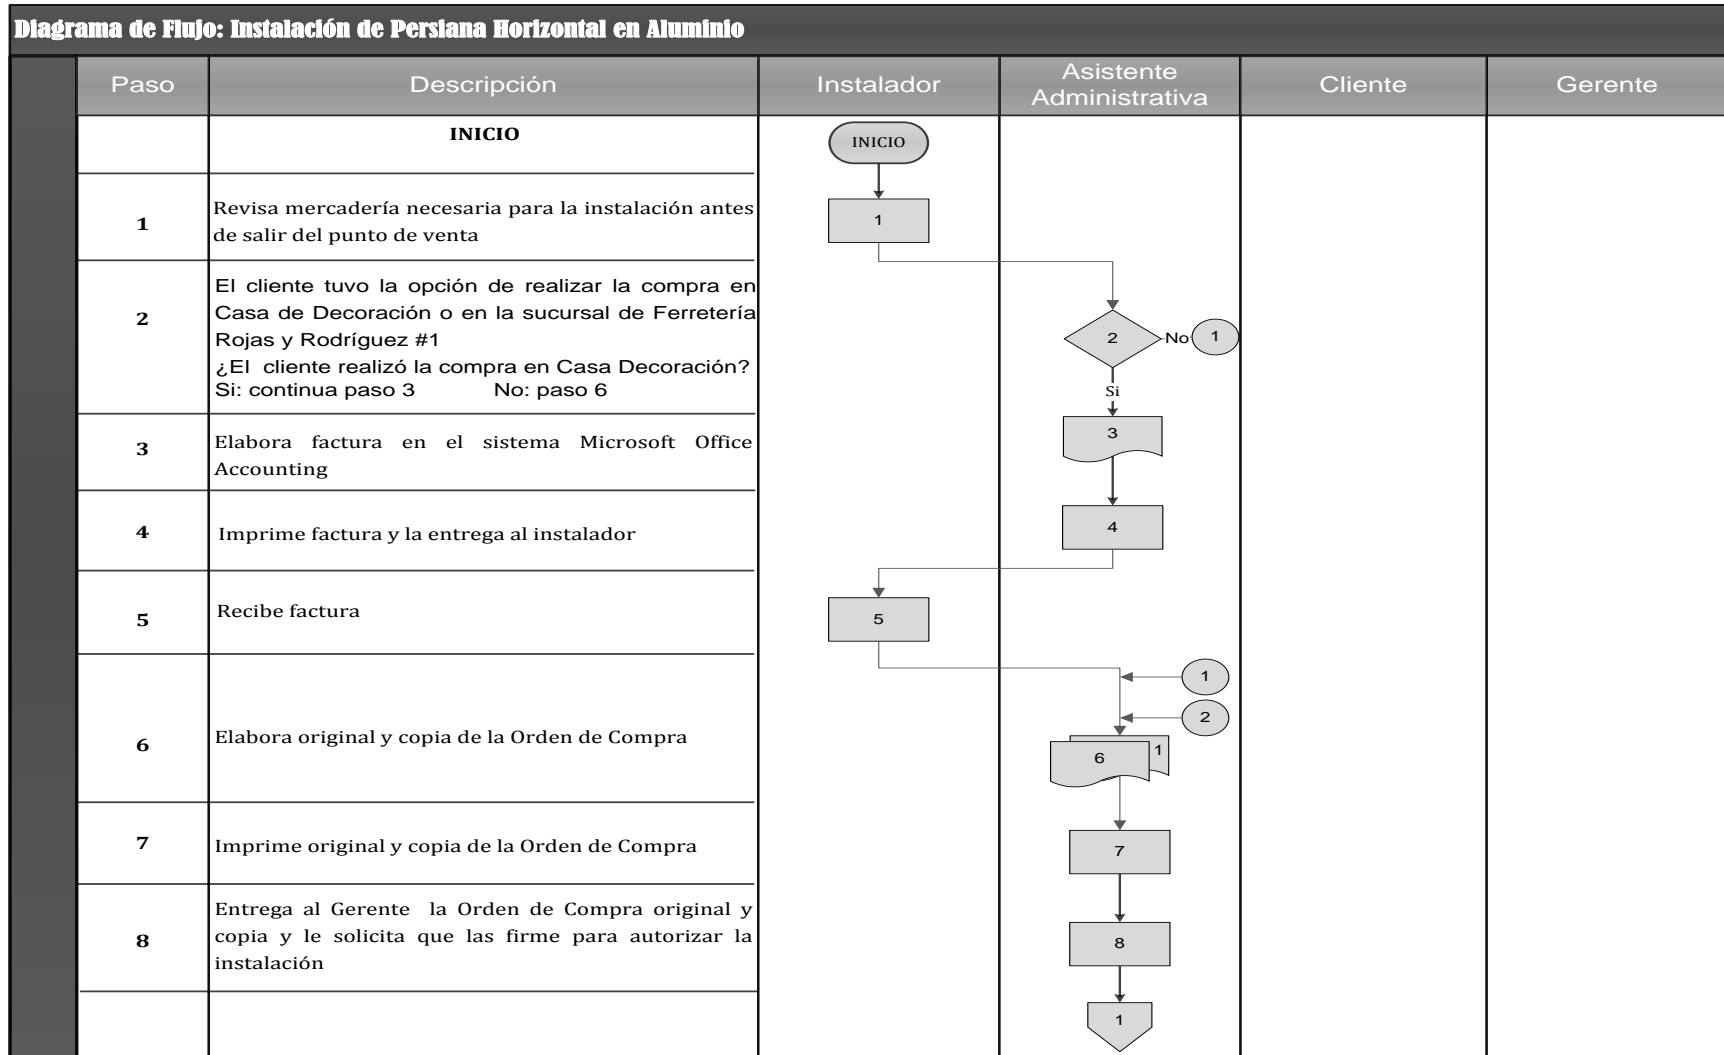 Diagrama de Flujo: Instalación de Persiana Horizontal en Aluminio
Paso
Descripción
Instalador
Asistente
Administrativa
Cliente
Gerente
INICIO
INICIO
1
Revisa mercadería necesaria para la instalación antes
de salir del punto de venta
1
2
El cliente tuvo la opción de realizar la compra en
Casa de Decoración o en la sucursal de Ferretería
Rojas y Rodríguez #1
¿El cliente realizó la compra en Casa Decoración?
Si: continua paso 3 No: paso 6
2
No
1
Si
3
Elabora factura en el sistema Microsoft Office
Accounting
3
4
Imprime factura y la entrega al instalador
4
5
Recibe factura
5
1
2
6
Elabora original y copia de la Orden de Compra
6
1
7
Imprime original y copia de la Orden de Compra
7
8
Entrega al Gerente la Orden de Compra original y
copia y le solicita que las firme para autorizar la
instalación
8
1